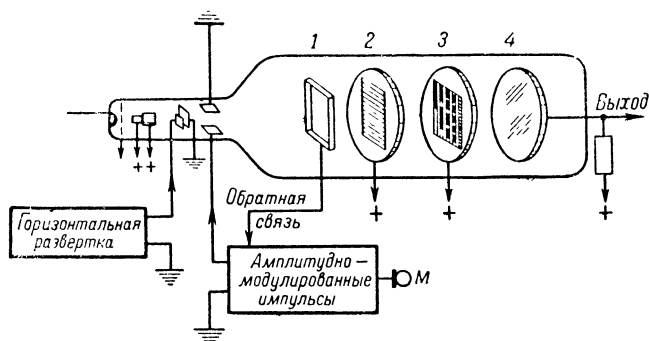 1 2 3 4
Выход
+ +
+ + +
Обратная
связь
Горизонтальная
развертка
Амплитудно —
модулированные
импульсы
М